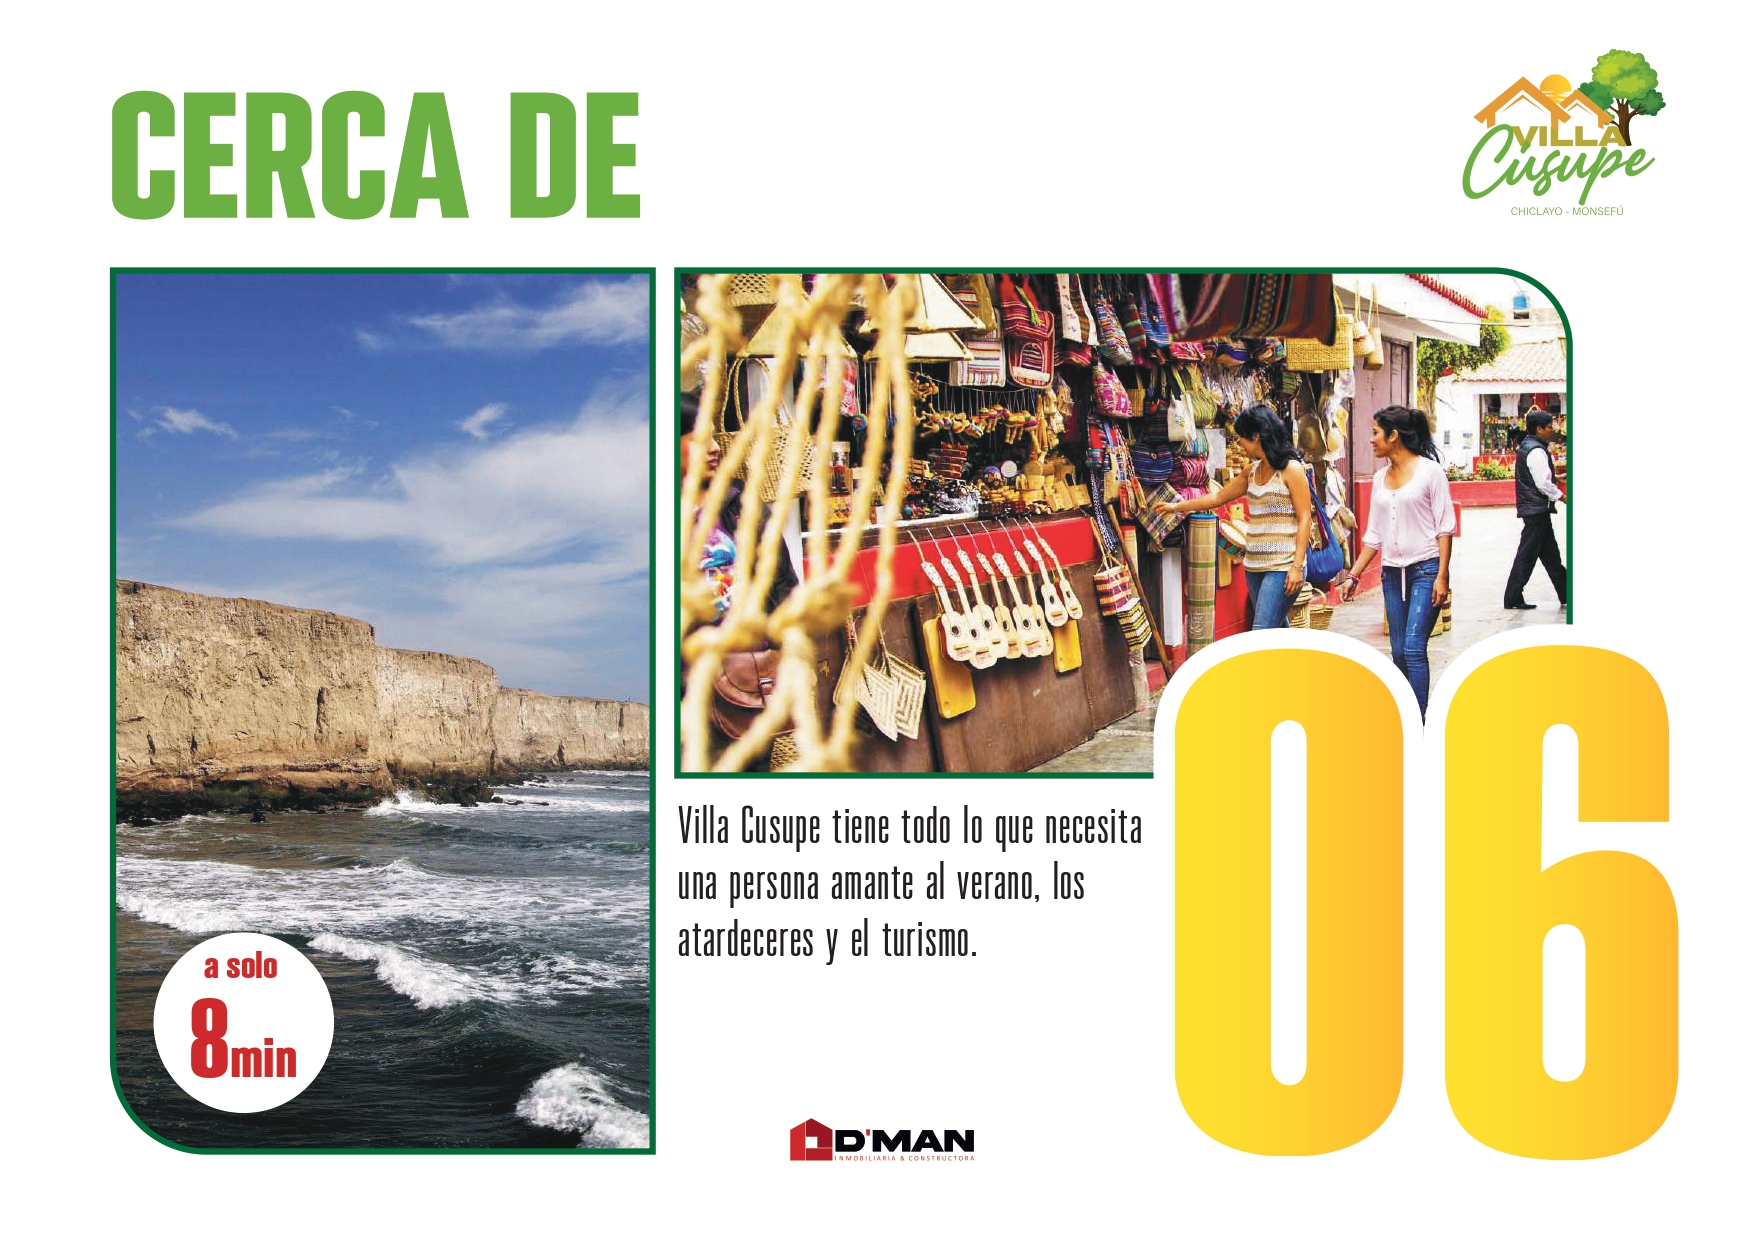 CERCA DE
VILLA
Cusupe
CHICLAYO - MONSEFÚ
a solo
8min
Villa Cusupe tiene todo lo que necesita
una persona amante al verano, los
atardeceres y el turismo.
06
D'MAN
INMOBILIARIA & CONSTRUCTORA